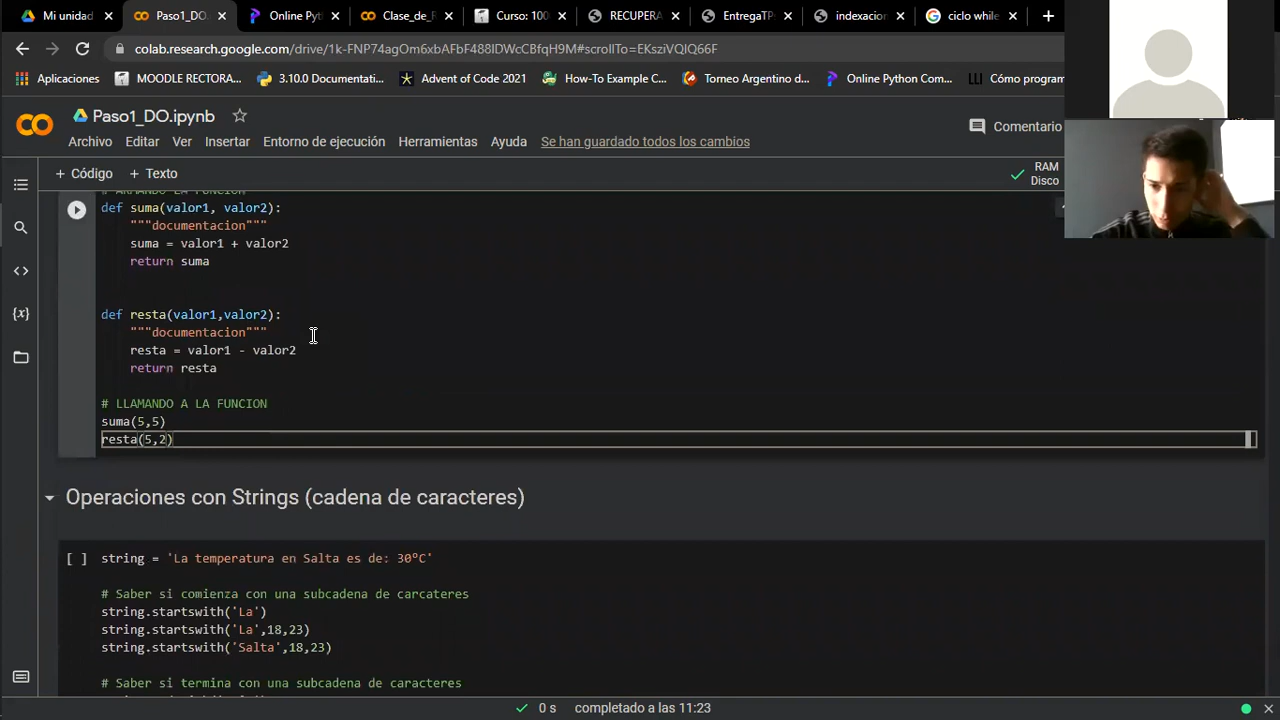 Mi unidad
Paso1_DO.
Online Pyt
Clase_de_F
Curso: 100
RECUPERA
EntregaTP
indexacion
ciclo while
colab.research.google.com/drive/1k-FNP74agOm6xbAFbF488lDWcCBfqH9M#scrollTo=EKsziVQIQ66F
Aplicaciones
MOODLE RECTORA...
3.10.0 Documentati...
Advent of Code 2021
How-To Example C...
Torneo Argentino d...
Online Python Com...
Cómo program
Paso1_DO.ipynb
Comentario
Archivo Editar Ver Insertar Entorno de ejecución Herramientas Ayuda Se han guardado todos los cambios
+ Código + Texto
RAM
Disco
# ARMANDO LA FUNCION
def suma(valor1, valor2):
"""documentacion"""
suma = valor1 + valor2
return suma
def resta(valor1,valor2):
"""documentacion"""
resta = valor1 - valor2
return resta
# LLAMANDO A LA FUNCION
suma(5,5)
resta(5,2)
Operaciones con Strings (cadena de caracteres)
[ ] string = 'La temperatura en Salta es de: 30ºC'
# Saber si comienza con una subcadena de carcateres
string.startswith('La')
string.startswith('La',18,23)
string.startswith('Salta',18,23)
# Saber si termina con una subcadena de caracteres
0 s completado a las 11:23